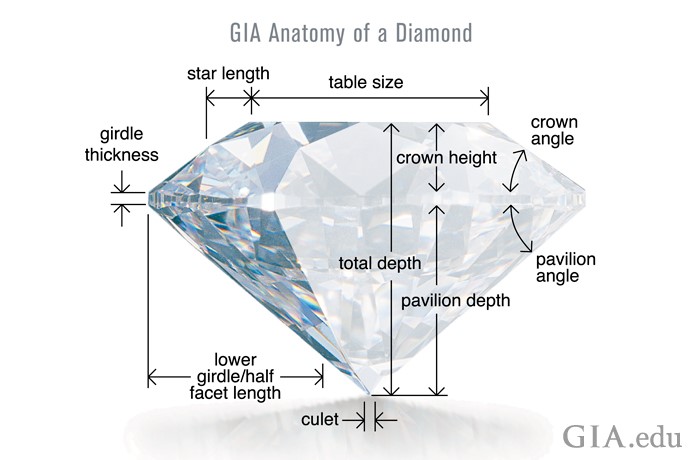 GIA Anatomy of a Diamond
star length
table size
girdle
thickness
crown
angle
crown height
total depth
pavilion
angle
pavilion depth
lower
girdle/half
facet length
culet
GIA.edu